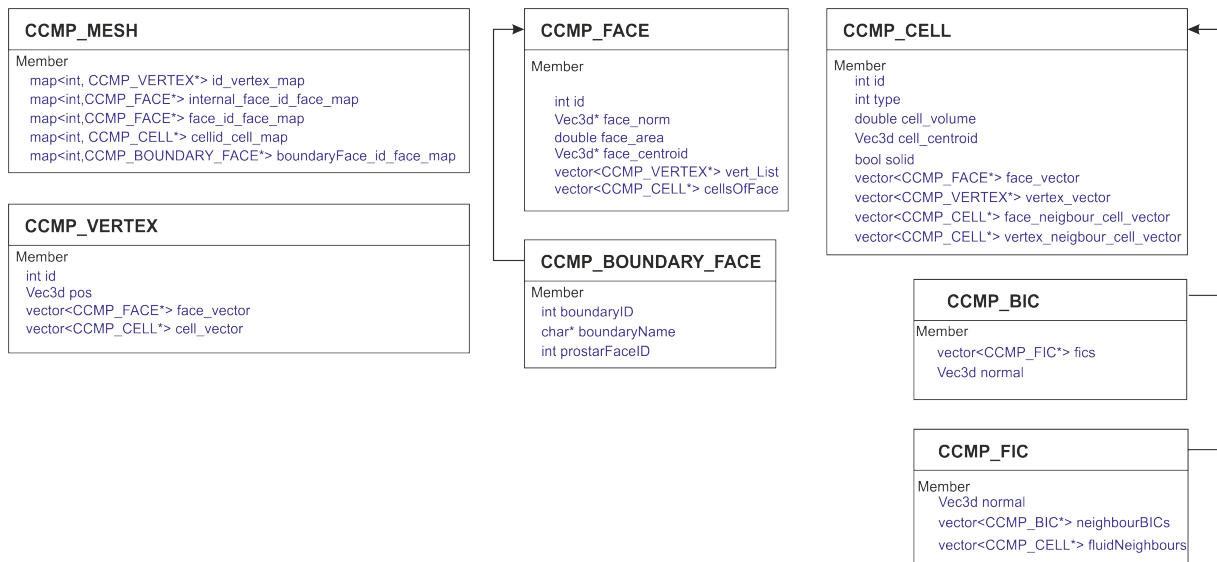 CCMP_MESH
Member
map<int, CCMP_VERTEX*> id_vertex_map
map<int,CCMP_FACE*> internal_face_id_face_map
map<int,CCMP_FACE*> face_id_face_map
map<int, CCMP_CELL*> cellid_cell_map
map<int,CCMP_BOUNDARY_FACE*> boundaryFace_id_face_map
CCMP_VERTEX
Member
int id
Vec3d pos
vector<CCMP_FACE*> face_vector
vector<CCMP_CELL*> cell_vector
CCMP_FACE
Member
int id
Vec3d* face_norm
double face_area
Vec3d* face_centroid
vector<CCMP_VERTEX*> vert_List
vector<CCMP_CELL*> cellsOfFace
CCMP_BOUNDARY_FACE
Member
int boundaryID
char* boundaryName
int prostarFaceID
CCMP_CELL
Member
int id
int type
double cell_volume
Vec3d cell_centroid
bool solid
vector<CCMP_FACE*> face_vector
vector<CCMP_VERTEX*> vertex_vector
vector<CCMP_CELL*> face_neigbour_cell_vector
vector<CCMP_CELL*> vertex_neigbour_cell_vector
CCMP_BIC
Member
vector<CCMP_FIC*> fics
Vec3d normal
CCMP_FIC
Member
Vec3d normal
vector<CCMP_BIC*> neighbourBICs
vector<CCMP_CELL*> fluidNeighbours